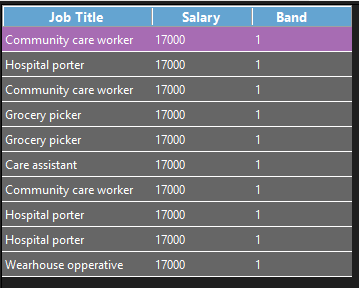 Job Title Salary Band
Community care worker 17000 1
Hospital porter 17000 1
Community care worker 17000 1
Grocery picker 17000 1
Grocery picker 17000 1
Care assistant 17000 1
Community care worker 17000 1
Hospital porter 17000 1
Hospital porter 17000 1
Wearhouse opperative 17000 1